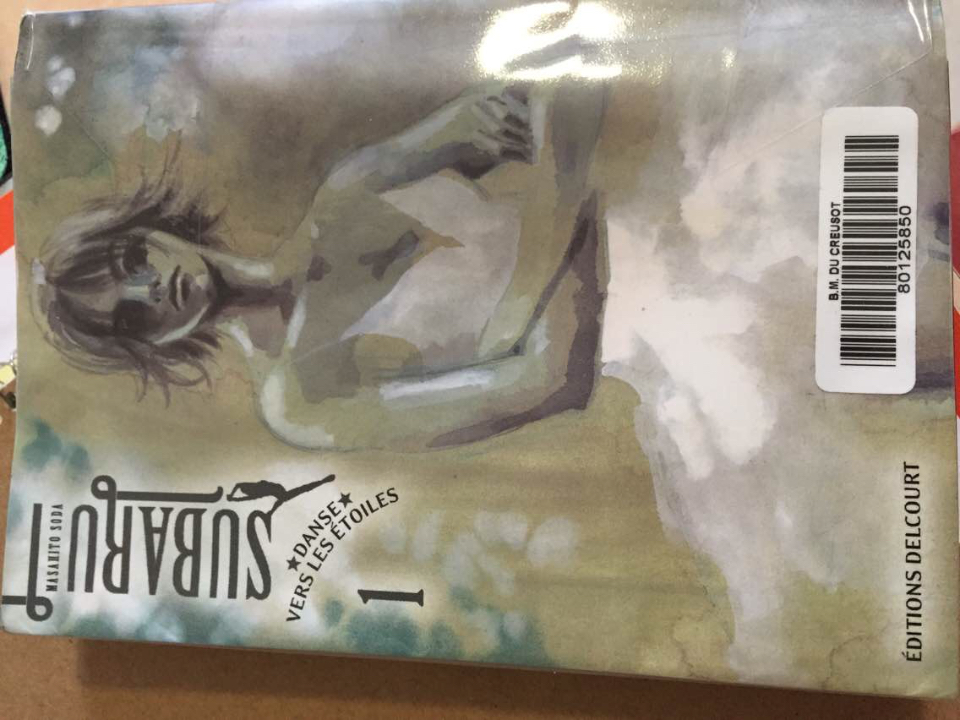 MASAHITO SODA
SUBARU
★DANSE★
VERS LES ÉTOILES
1
B.M. DU CREUSOT
80125850
ÉDITIONS DELCOURT